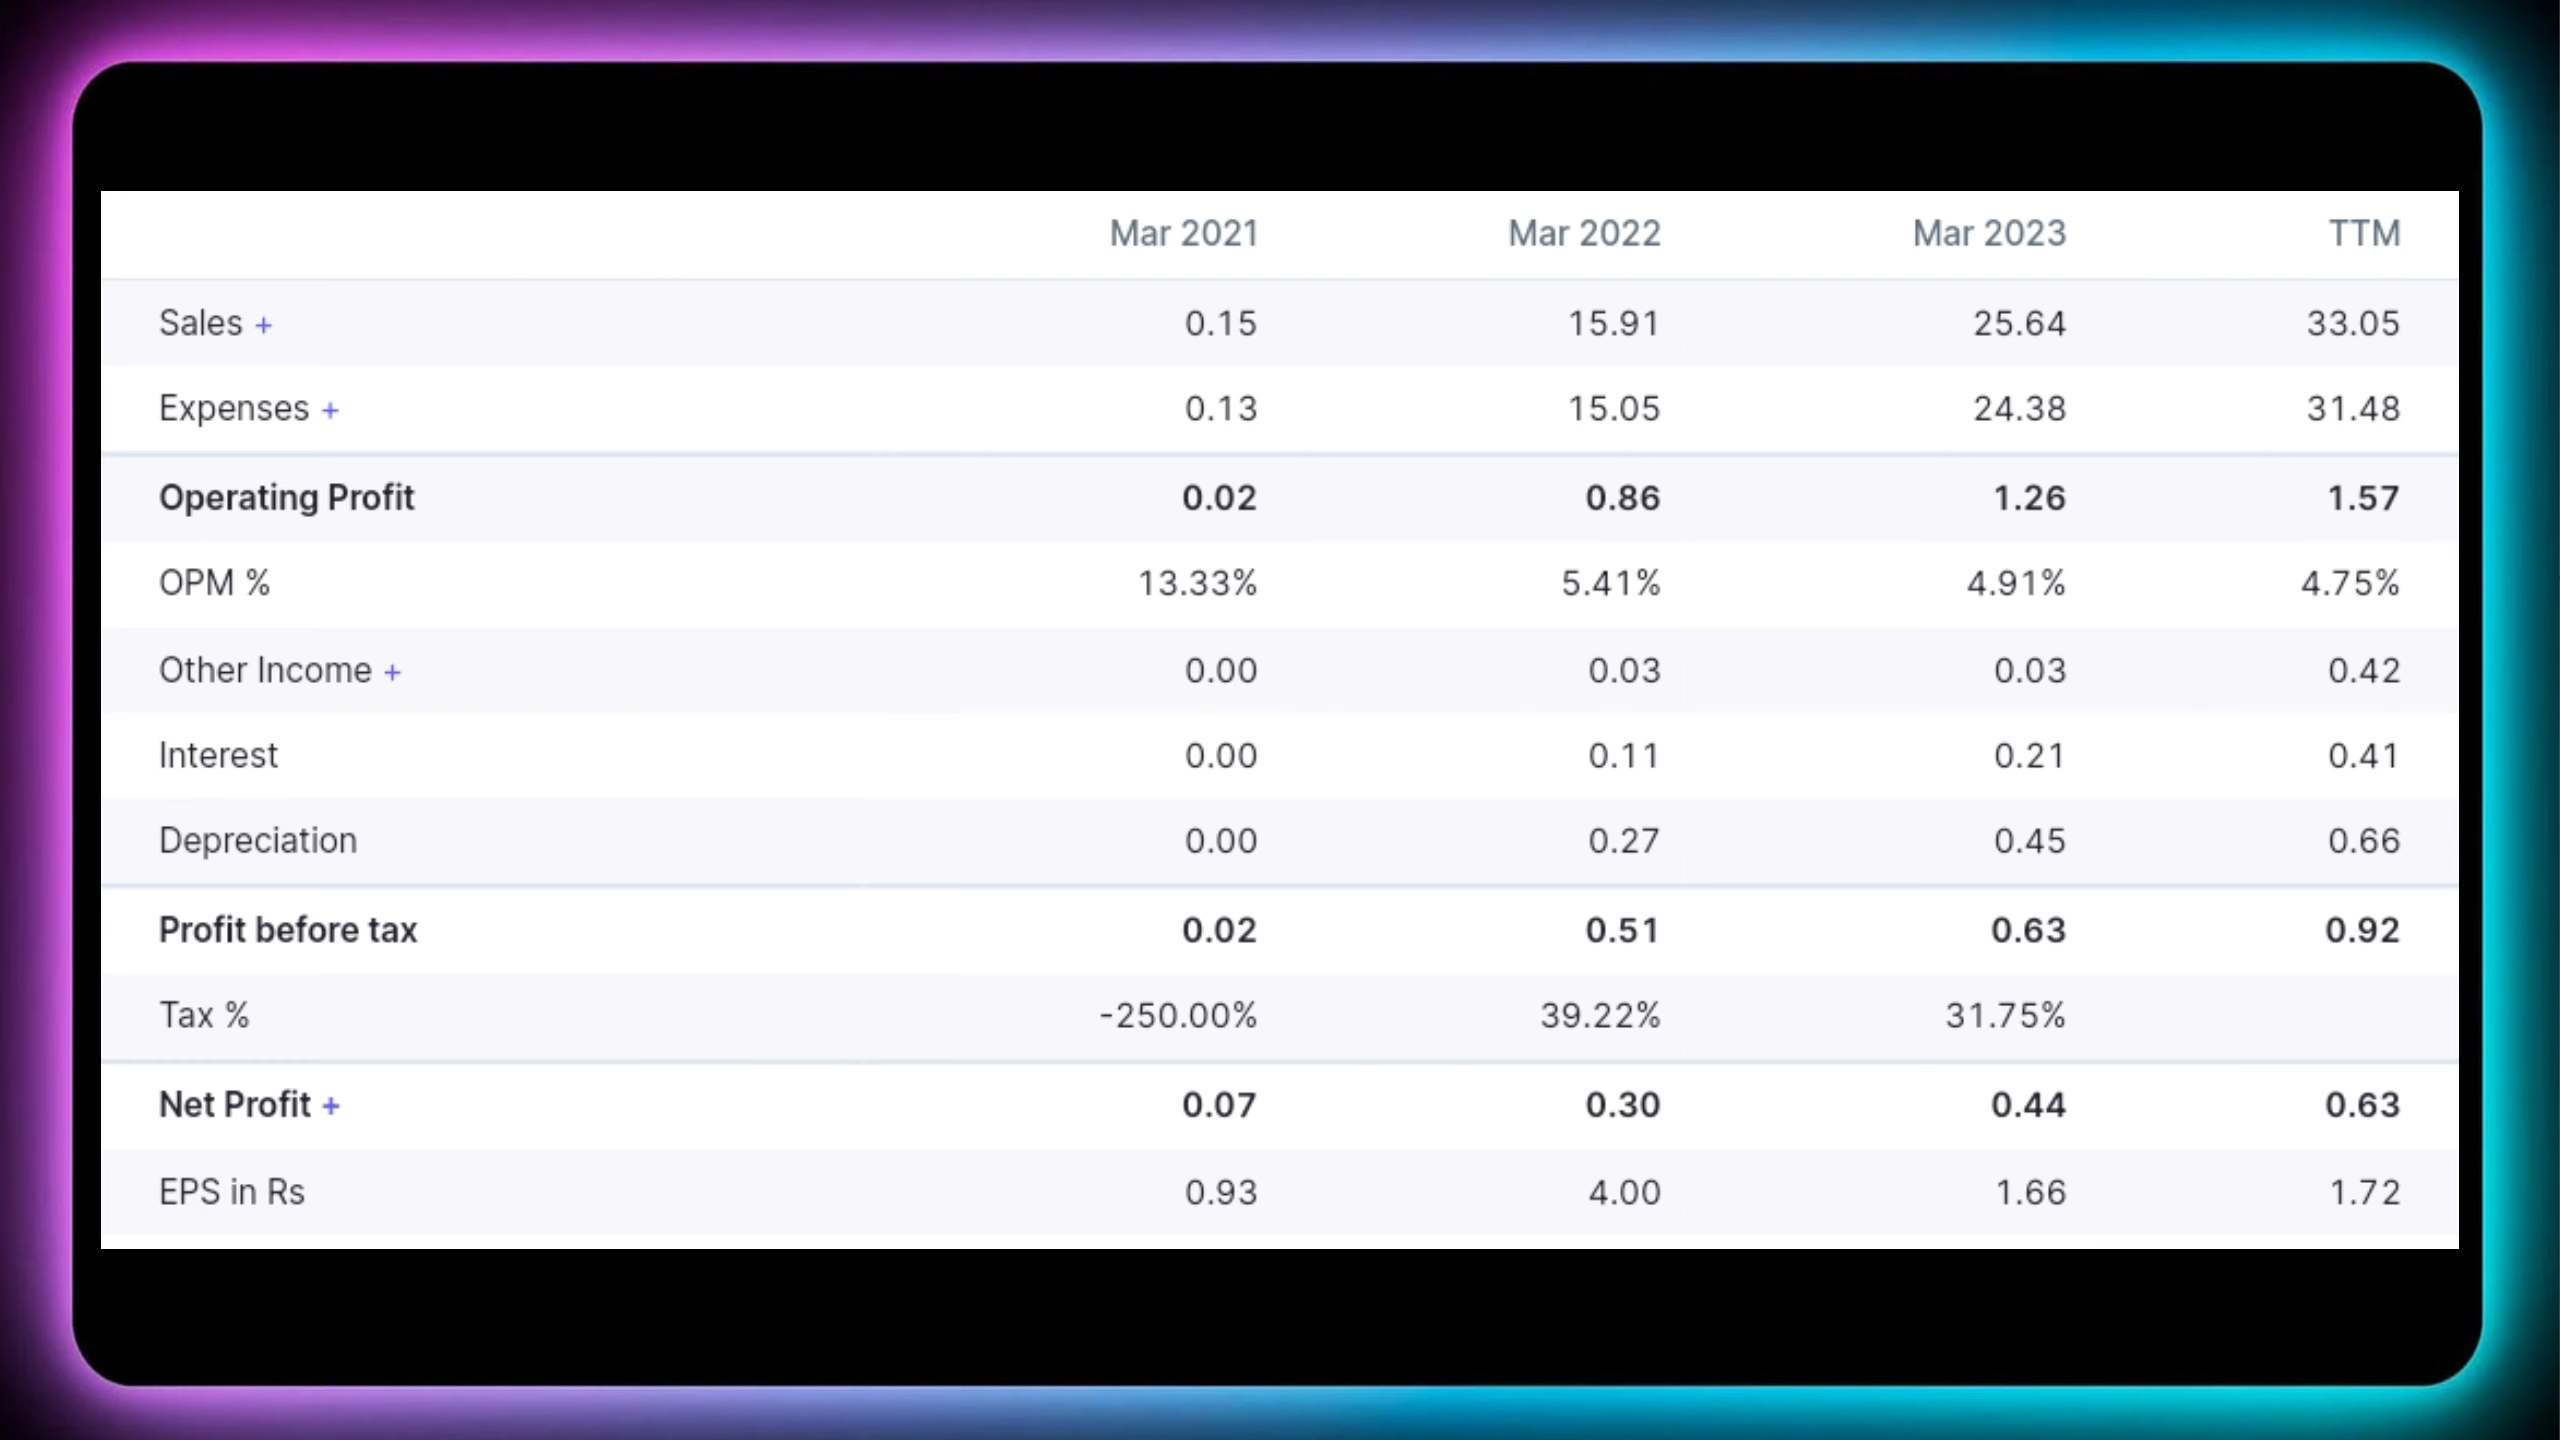 Mar 2021 Mar 2022 Mar 2023 TTM
Sales + 0.15 15.91 25.64 33.05
Expenses + 0.13 15.05 24.38 31.48
Operating Profit 0.02 0.86 1.26 1.57
OPM % 13.33% 5.41% 4.91% 4.75%
Other Income + 0.00 0.03 0.03 0.42
Interest 0.00 0.11 0.21 0.41
Depreciation 0.00 0.27 0.45 0.66
Profit before tax 0.02 0.51 0.63 0.92
Tax % -250.00% 39.22% 31.75%
Net Profit + 0.07 0.30 0.44 0.63
EPS in Rs 0.93 4.00 1.66 1.72